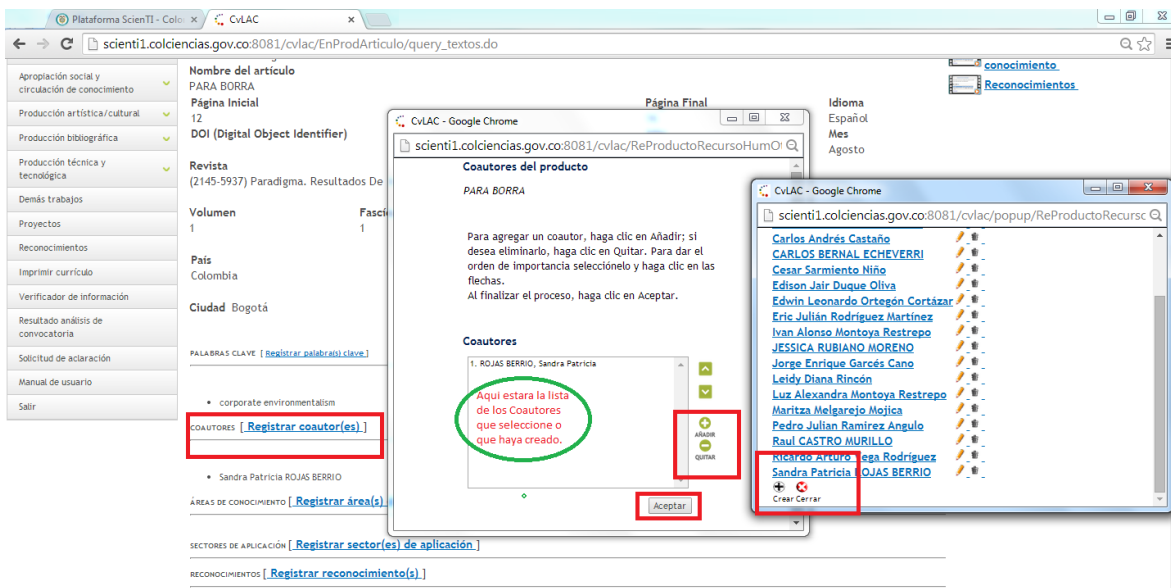 Plataforma ScienTI - Colo
CvLAC
scienti1.colciencias.gov.co:8081/cvlac/EnProdArticulo/query_textos.do
Apropiación social y
circulación de conocimiento
Producción artística/cultural
Producción bibliográfica
Producción técnica y
tecnológica
Demás trabajos
Proyectos
Reconocimientos
Imprimir currículo
Verificador de información
Resultado análisis de
convocatoria
Solicitud de aclaración
Manual de usuario
Salir
Nombre del artículo
PARA BORRA
Página Inicial
12
DOI (Digital Object Identifier)
Revista
(2145-5937) Paradigma. Resultados De
Volumen
1
Fascí
1
País
Colombia
Ciudad Bogotá
PALABRAS CLAVE [ Registrar palabra(s) clave ]
corporate environmentalism
COAUTORES [ Registrar coautor(es) ]
Sandra Patricia ROJAS BERRIO
ÁREAS DE CONOCIMIENTO [ Registrar área(s)
SECTORES DE APLICACIÓN [ Registrar sector(es) de aplicación ]
RECONOCIMIENTOS [ Registrar reconocimiento(s) ]
Página Final
Idioma
Español
Mes
Agosto
conocimiento
Reconocimientos
CvLAC - Google Chrome
scienti1.colciencias.gov.co:8081/cvlac/ReProductoRecursoHumOt
Coautores del producto
PARA BORRA
Para agregar un coautor, haga clic en Añadir; si
desea eliminarlo, haga clic en Quitar. Para dar el
orden de importancia selecciónelo y haga clic en las
flechas.
Al finalizar el proceso, haga clic en Aceptar.
Coautores
1. ROJAS BERRIO, Sandra Patricia
Aqui estara la lista
de los Coautores
que seleccione o
que haya creado.
AÑADIR
QUITAR
Aceptar
CvLAC - Google Chrome
scienti1.colciencias.gov.co:8081/cvlac/popup/ReProductoRecursc
Carlos Andrés Castaño
CARLOS BERNAL ECHEVERRI
Cesar Sarmiento Niño
Edison Jair Duque Oliva
Edwin Leonardo Ortegón Cortázar
Eric Julián Rodríguez Martínez
Ivan Alonso Montoya Restrepo
JESSICA RUBIANO MORENO
Jorge Enrique Garcés Cano
Leidy Diana Rincón
Luz Alexandra Montoya Restrepo
Maritza Melgarejo Mojica
Pedro Julian Ramirez Angulo
Raul CASTRO MURILLO
Ricardo Arturo Vega Rodríguez
Sandra Patricia ROJAS BERRIO
Crear Cerrar